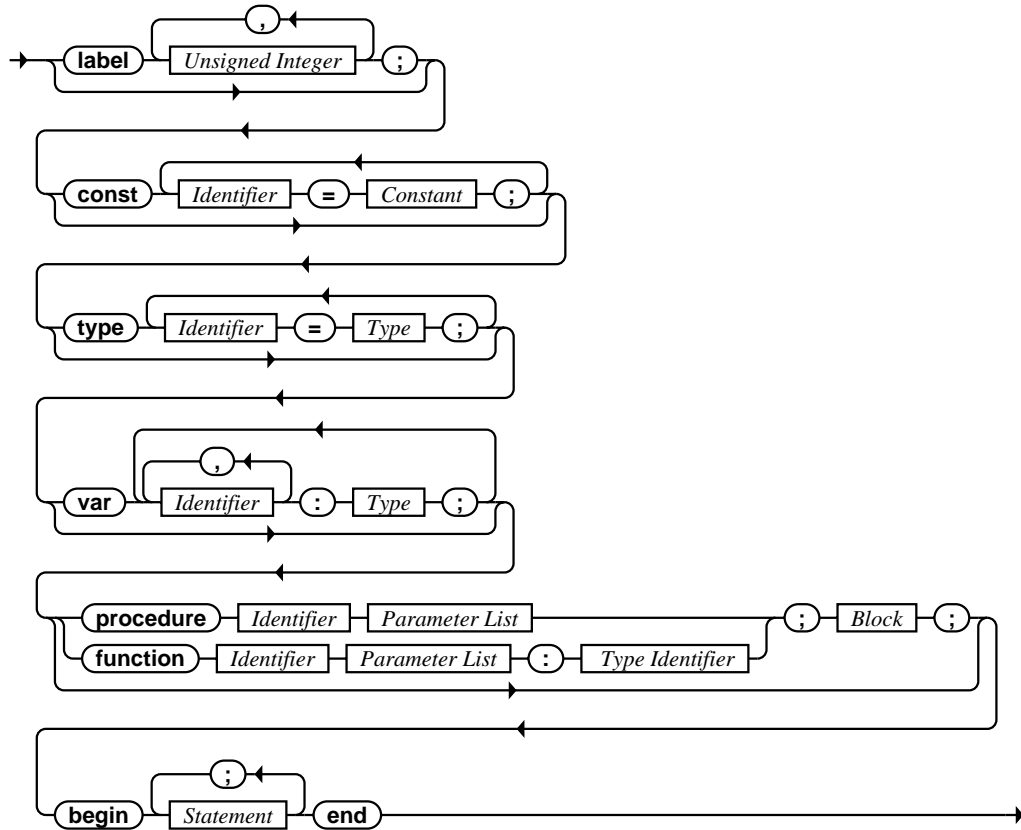 ,
label Unsigned Integer ;
const Identifier = Constant ;
type Identifier = Type ;
,
var Identifier : Type ;
procedure Identifier Parameter List ; Block ;
function Identifier Parameter List : Type Identifier
;
begin Statement end